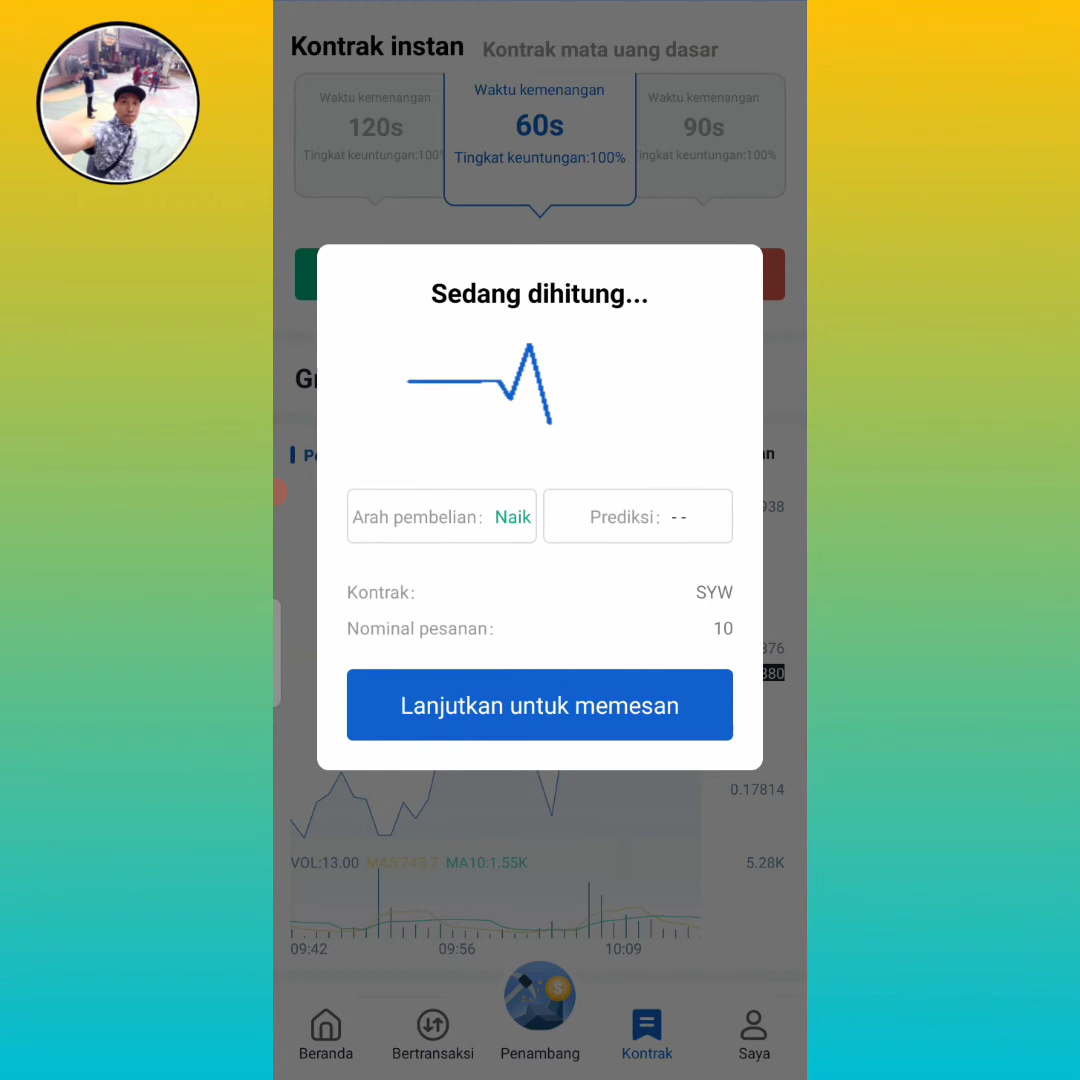 Kontrak instan Kontrak mata uang dasar
Waktu kemenangan Waktu kemenangan Waktu kemenangan
120s 60s 90s
Tingkat keuntungan:100% Tingkat keuntungan:100% ingkat keuntungan:100%
Sedang dihitung...
Arah pembelian: Naik Prediksi: --
Kontrak: SYW
Nominal pesanan: 10
Lanjutkan untuk memesan
0.17814
VOL:13.00 MA5:743.7 MA10:1.55K 5.28K
09:42 09:56 10:09
Beranda Bertransaksi Penambang Kontrak Saya